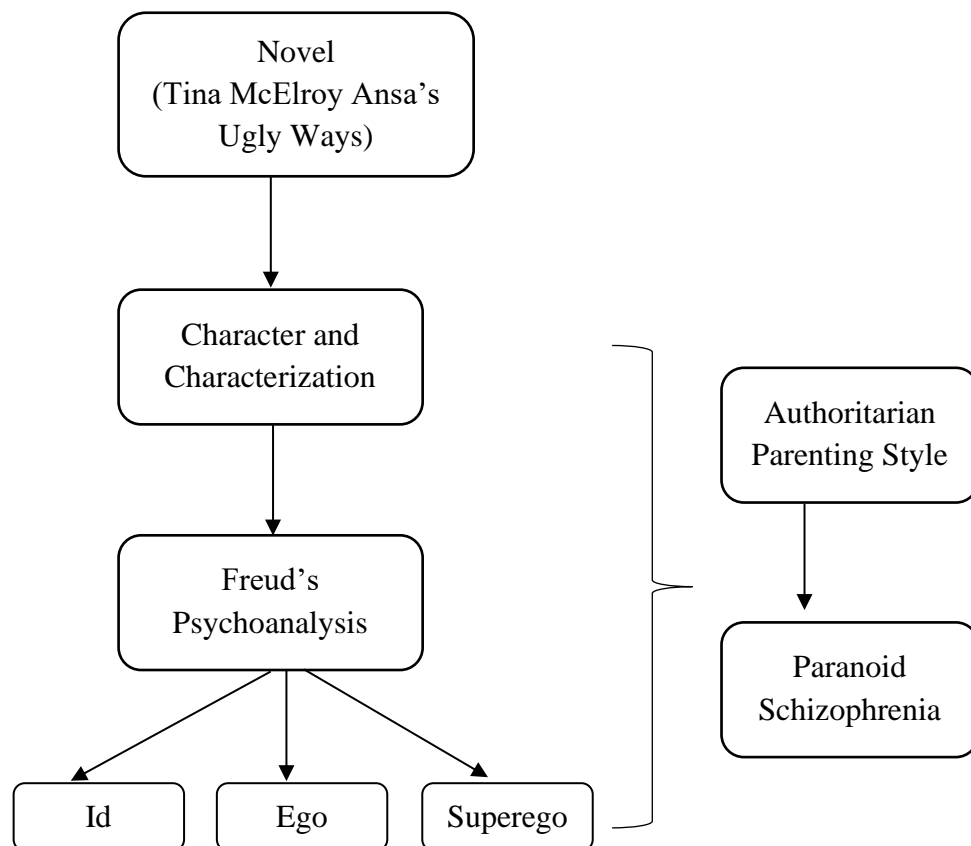 Novel
(Tina McElroy Ansa’s
Ugly Ways)
Character and
Characterization
Authoritarian
Parenting Style
Freud’s
Psychoanalysis
Paranoid
Schizophrenia
Id
Ego
Superego